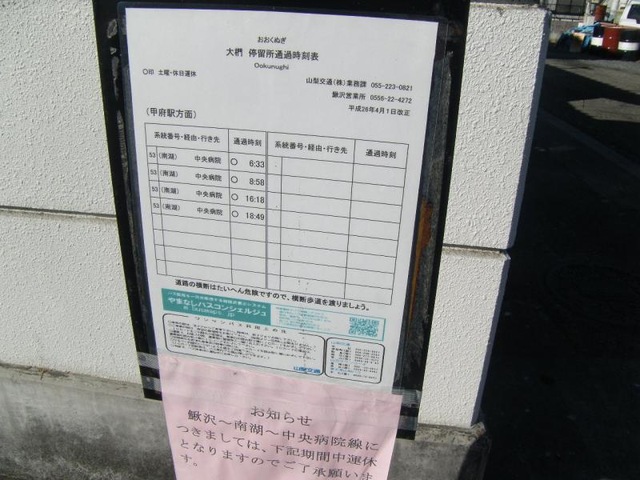 おおくぬぎ
大椚 停留所通過時刻表
Ookunughi
〇印 土曜・休日運休
山梨交通(株)業務課 055-223-0821
鰍沢営業所 0556-22-4272
平成26年4月1日改正
(甲府駅方面)
系統番号・経由・行き先 通過時刻 系統番号・経由・行き先 通過時刻
53 (南湖) 中央病院 〇 6:33
53 (南湖) 中央病院 〇 8:58
53 (南湖) 中央病院 〇 16:18
53 (南湖) 中央病院 〇 18:49
道路の横断はたいへん危険ですので、横断歩道を渡りましょう。
やまなしバスコンシェルジュ
山梨交通
お知らせ
鰍沢～南湖～中央病院線に
つきましては、下記期間中運休
となりますのでご了承願いま
す。